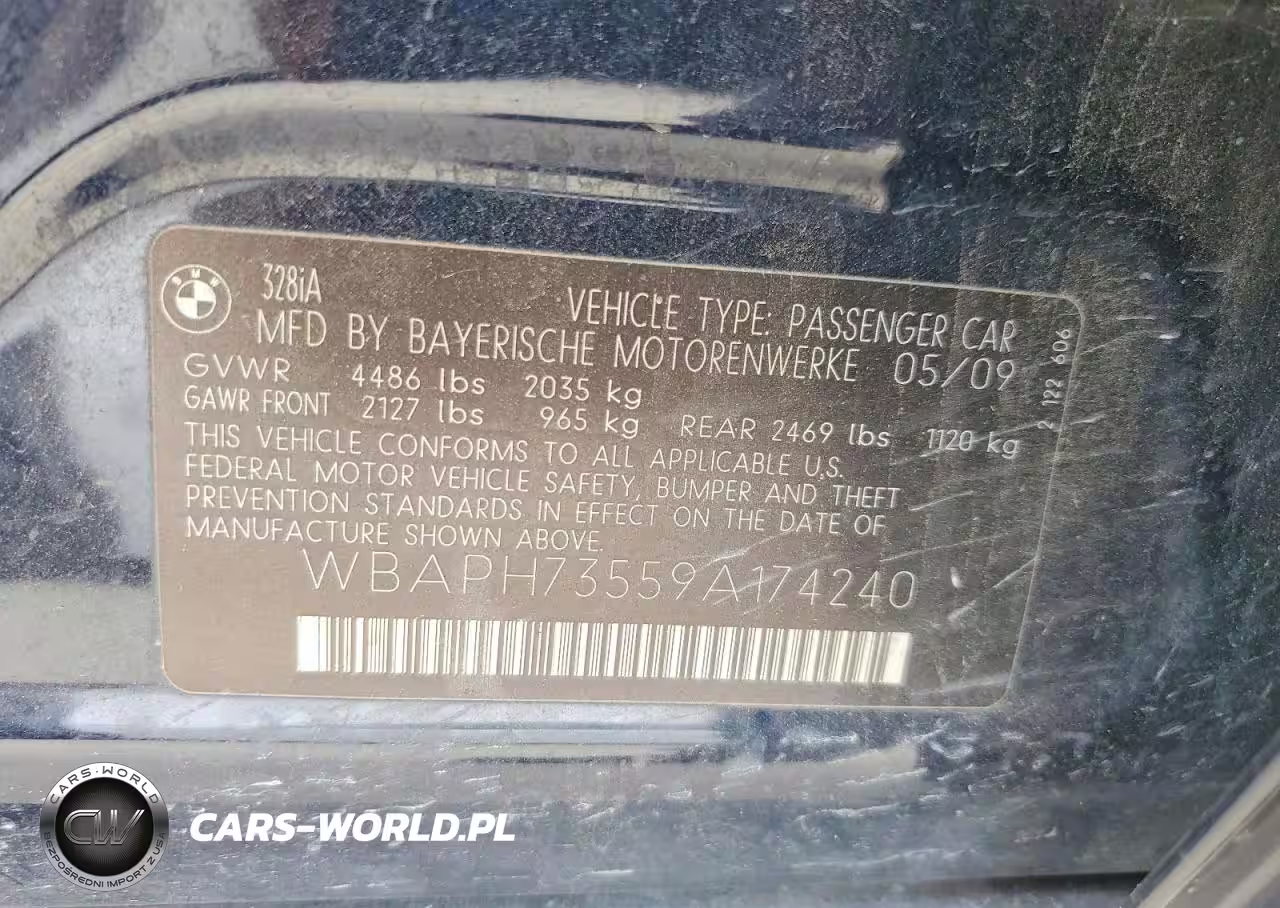 BMW
328iA
VEHICLE TYPE: PASSENGER CAR
MFD BY BAYERISCHE MOTORENWERKE 05/09
GVWR 4486 lbs 2035 kg
GAWR FRONT 2127 lbs 965 kg REAR 2469 lbs 1120 kg
THIS VEHICLE CONFORMS TO ALL APPLICABLE U.S.
FEDERAL MOTOR VEHICLE SAFETY, BUMPER AND THEFT
PREVENTION STANDARDS IN EFFECT ON THE DATE OF
MANUFACTURE SHOWN ABOVE.
WBAPH73559A174240
2 122 606
CARS-WORLD
CW
BEZPOŚREDNI IMPORT Z USA
CARS-WORLD.PL